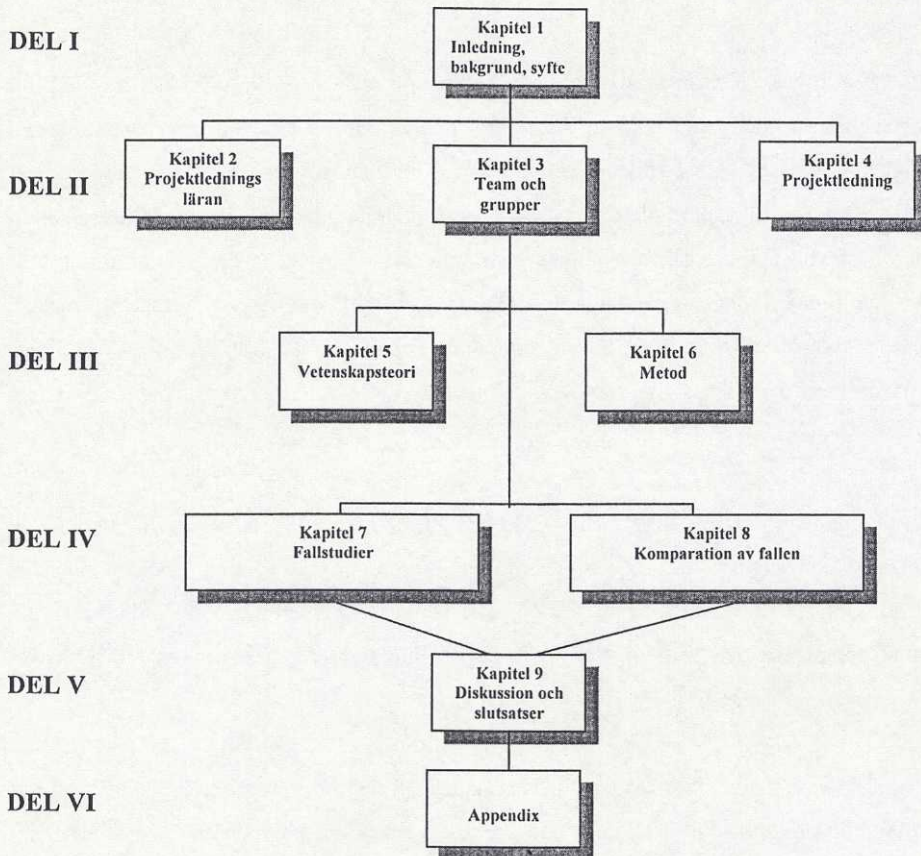 DEL I
Kapitel 1
Inledning,
bakgrund, syfte
DEL II
Kapitel 2
Projektlednings
läran
Kapitel 3
Team och
grupper
Kapitel 4
Projektledning
DEL III
Kapitel 5
Vetenskapsteori
Kapitel 6
Metod
DEL IV
Kapitel 7
Fallstudier
Kapitel 8
Komparation av fallen
DEL V
Kapitel 9
Diskussion och
slutsatser
DEL VI
Appendix